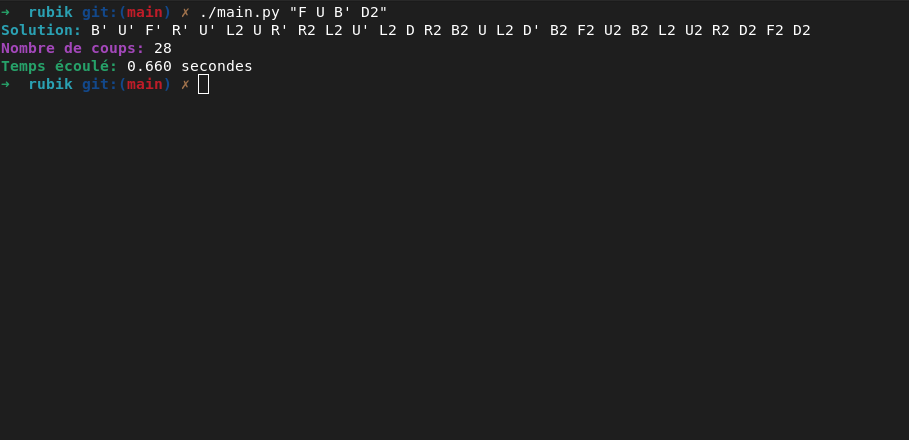 ➜  rubik git:(main) ✗ ./main.py "F U B' D2"
Solution: B' U' F' R' U' L2 U R' R2 L2 U' L2 D R2 B2 U L2 D' B2 F2 U2 B2 L2 U2 R2 D2 F2 D2
Nombre de coups: 28
Temps écoulé: 0.660 secondes
➜  rubik git:(main) ✗